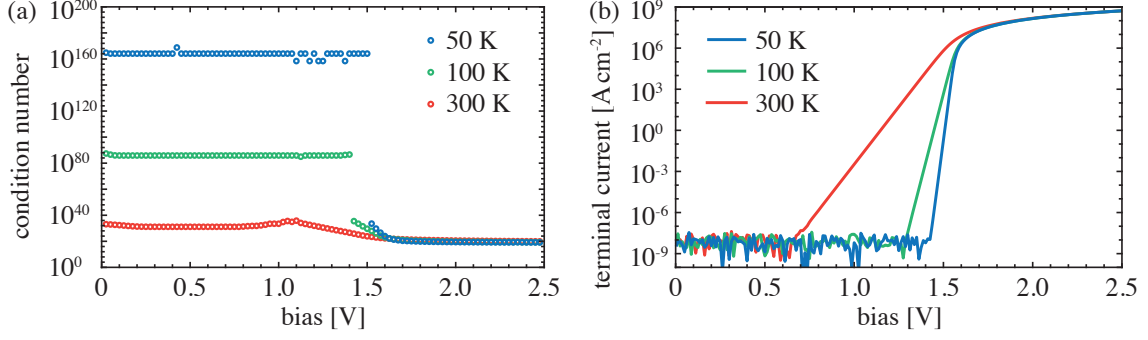 (a)
condition number
10^200
10^160
10^120
10^80
10^40
10^0
50 K
100 K
300 K
0
0.5
1.0
1.5
2.0
2.5
bias [V]
(b)
terminal current [A cm^-2]
10^9
10^6
10^3
10^0
10^-3
10^-6
10^-9
50 K
100 K
300 K
0
0.5
1.0
1.5
2.0
2.5
bias [V]